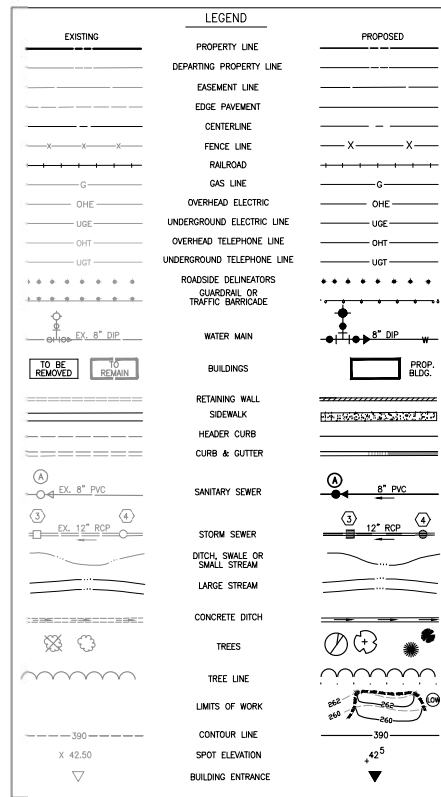 LEGEND
EXISTING PROPOSED
PROPERTY LINE
DEPARTING PROPERTY LINE
EASEMENT LINE
EDGE PAVEMENT
CENTERLINE
X X X FENCE LINE X X
RAILROAD
G GAS LINE G
OHE OVERHEAD ELECTRIC OHE
UGE UNDERGROUND ELECTRIC LINE UGE
OHT OVERHEAD TELEPHONE LINE OHT
UGT UNDERGROUND TELEPHONE LINE UGT
ROADSIDE DELINEATORS
GUARDRAIL OR
TRAFFIC BARRICADE
EX. 8" DIP WATER MAIN 8" DIP W
TO BE REMOVED TO REMAIN BUILDINGS PROP. BLDG.
RETAINING WALL
SIDEWALK
HEADER CURB
CURB & GUTTER
A A
EX. 8" PVC SANITARY SEWER 8" PVC
3 4 3 4
EX. 12" RCP STORM SEWER 12" RCP
DITCH, SWALE OR
SMALL STREAM
LARGE STREAM
CONCRETE DITCH
TREES
TREE LINE
LIMITS OF WORK 262 262 LOW
260 260
390 CONTOUR LINE 390
X 42.50 SPOT ELEVATION +42⁵
BUILDING ENTRANCE